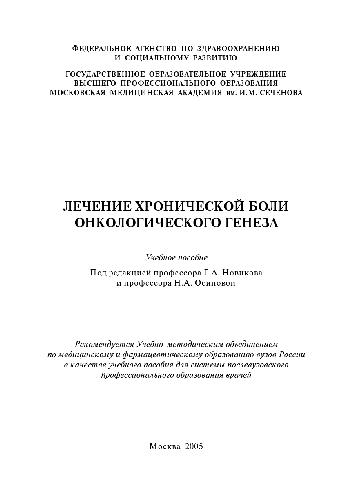 ФЕДЕРАЛЬНОЕ АГЕНСТВО ПО ЗДРАВООХРАНЕНИЮ
И СОЦИАЛЬНОМУ РАЗВИТИЮ
ГОСУДАРСТВЕННОЕ ОБРАЗОВАТЕЛЬНОЕ УЧРЕЖДЕНИЕ
ВЫСШЕГО ПРОФЕССИОНАЛЬНОГО ОБРАЗОВАНИЯ
МОСКОВСКАЯ МЕДИЦИНСКАЯ АКАДЕМИЯ им. И.М. СЕЧЕНОВА
ЛЕЧЕНИЕ ХРОНИЧЕСКОЙ БОЛИ
ОНКОЛОГИЧЕСКОГО ГЕНЕЗА
Учебное пособие
Под редакцией профессора Г.А. Новикова
и профессора Н.А. Осиповой
Рекомендуется Учебно-методическим объединением
по медицинскому и фармацевтическому образованию вузов России
в качестве учебного пособия для системы послевузовского
профессионального образования врачей
Москва 2005